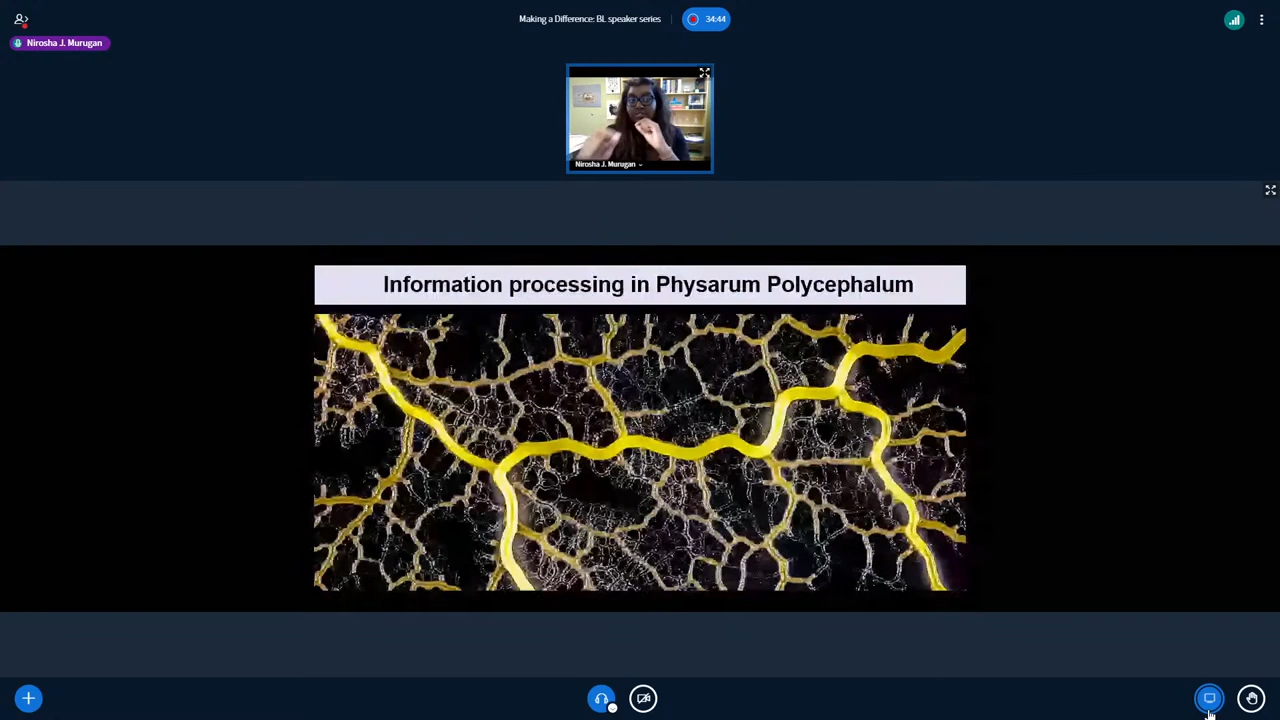 Making a Difference: BL speaker series
34:44
Nirosha J. Murugan
Nirosha J. Murugan
Information processing in Physarum Polycephalum